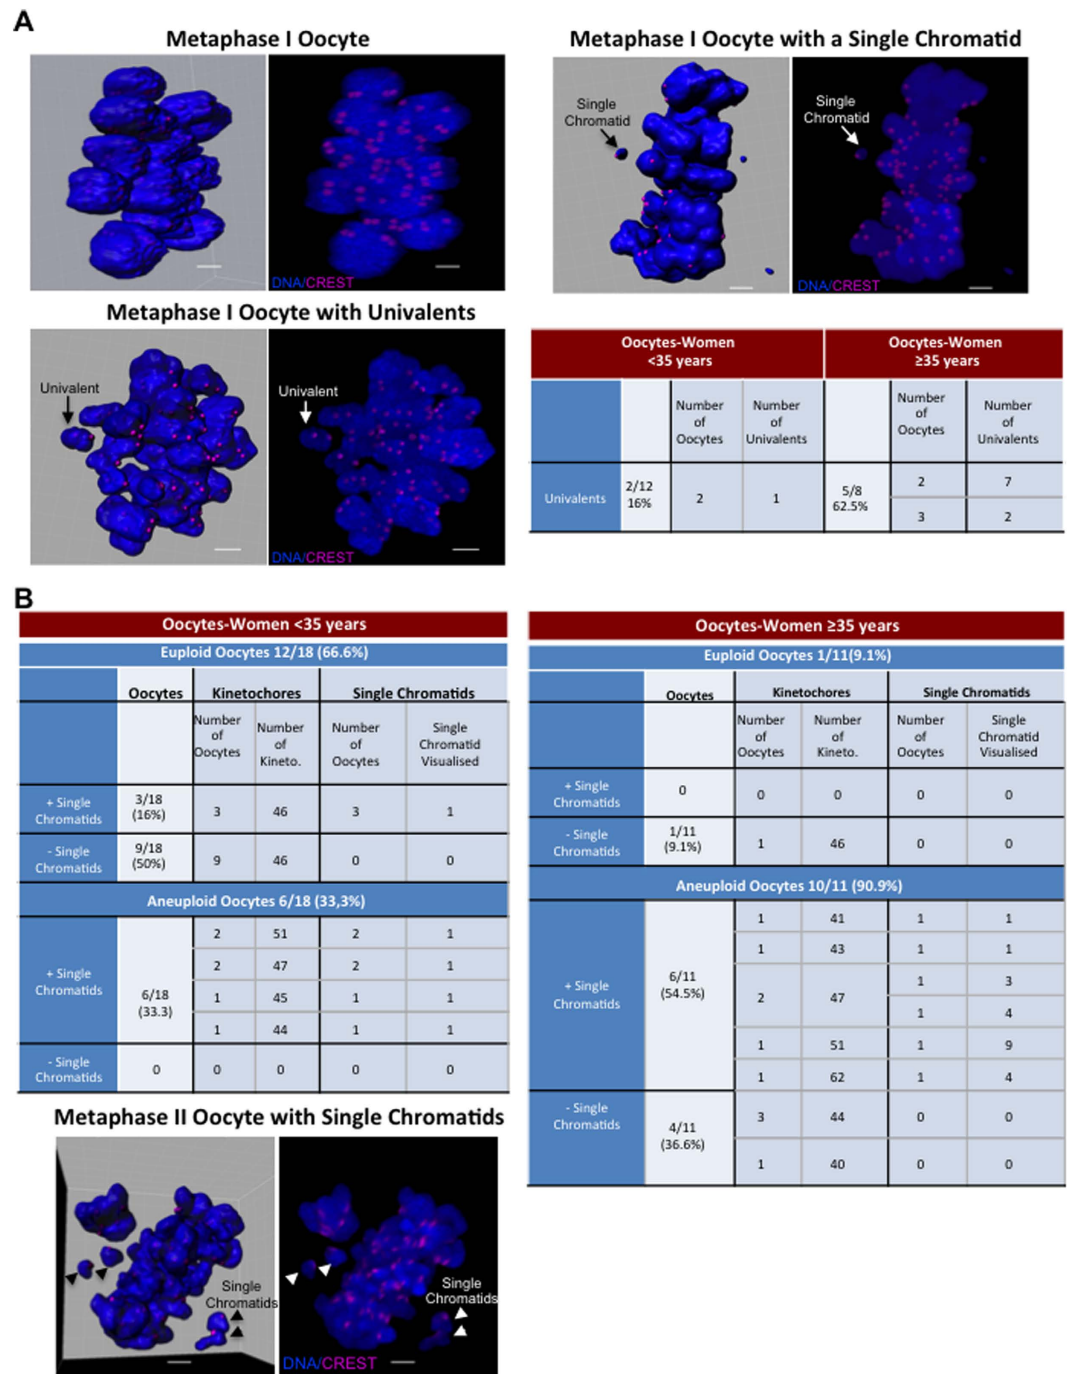 A
Metaphase I Oocyte
DNA/CREST
Metaphase I Oocyte with a Single Chromatid
Single
Chromatid
Single
Chromatid
DNA/CREST
Metaphase I Oocyte with Univalents
Univalent
Univalent
DNA/CREST
Oocytes-Women
<35 years
Oocytes-Women
≥35 years
Number
of
Oocytes
Number
of
Univalents
Number
of
Oocytes
Number
of
Univalents
Univalents
2/12
16%
2
1
5/8
62.5%
2
7
3
2
B
Oocytes-Women <35 years
Euploid Oocytes 12/18 (66.6%)
Oocytes
Kinetochores
Single Chromatids
Number
of
Oocytes
Number
of
Kineto.
Number
of
Oocytes
Single
Chromatid
Visualised
+ Single
Chromatids
3/18
(16%)
3
46
3
1
- Single
Chromatids
9/18
(50%)
9
46
0
0
Aneuploid Oocytes 6/18 (33,3%)
+ Single
Chromatids
6/18
(33.3)
2
51
2
1
2
47
2
1
1
45
1
1
1
44
1
1
- Single
Chromatids
0
0
0
0
0
Oocytes-Women ≥35 years
Euploid Oocytes 1/11(9.1%)
Oocytes
Kinetochores
Single Chromatids
Number
of
Oocytes
Number
of
Kineto.
Number
of
Oocytes
Single
Chromatid
Visualised
+ Single
Chromatids
0
0
0
0
0
- Single
Chromatids
1/11
(9.1%)
1
46
0
0
Aneuploid Oocytes 10/11 (90.9%)
+ Single
Chromatids
6/11
(54.5%)
1
41
1
1
1
43
1
1
2
47
1
3
1
4
1
51
1
9
1
62
1
4
- Single
Chromatids
4/11
(36.6%)
3
44
0
0
1
40
0
0
Metaphase II Oocyte with Single Chromatids
Single
Chromatids
Single
Chromatids
DNA/CREST